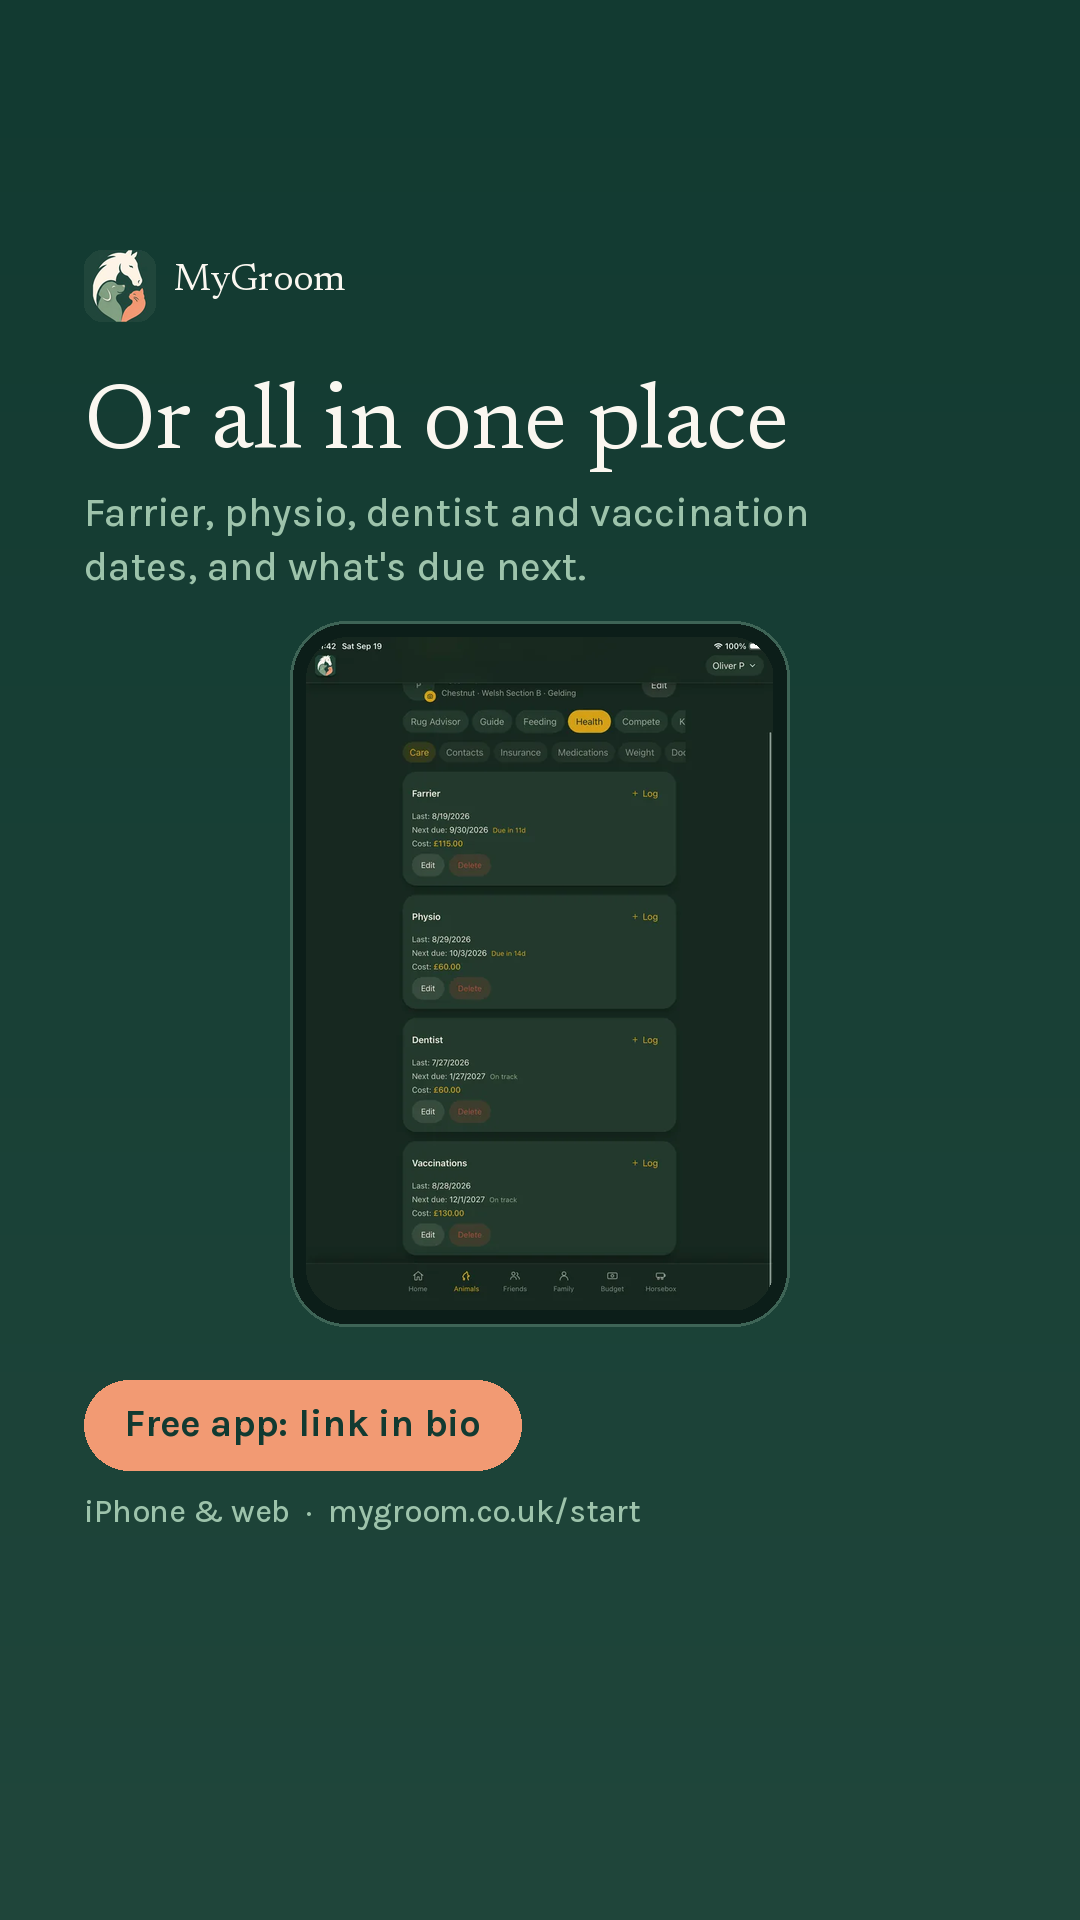 MyGroom
Or all in one place
Farrier, physio, dentist and vaccination
dates, and what's due next.
:42 Sat Sep 19
100%
Oliver P
P
Chestnut · Welsh Section B · Gelding
Edit
Rug Advisor Guide Feeding Health Compete K
Care Contacts Insurance Medications Weight Doc
Farrier + Log
Last: 8/19/2026
Next due: 9/30/2026 Due in 11d
Cost: £115.00
Edit Delete
Physio + Log
Last: 8/29/2026
Next due: 10/3/2026 Due in 14d
Cost: £60.00
Edit Delete
Dentist + Log
Last: 7/27/2026
Next due: 1/27/2027 On track
Cost: £60.00
Edit Delete
Vaccinations + Log
Last: 8/28/2026
Next due: 12/1/2027 On track
Cost: £130.00
Edit Delete
Home Animals Friends Family Budget Horsebox
Free app: link in bio
iPhone & web · mygroom.co.uk/start